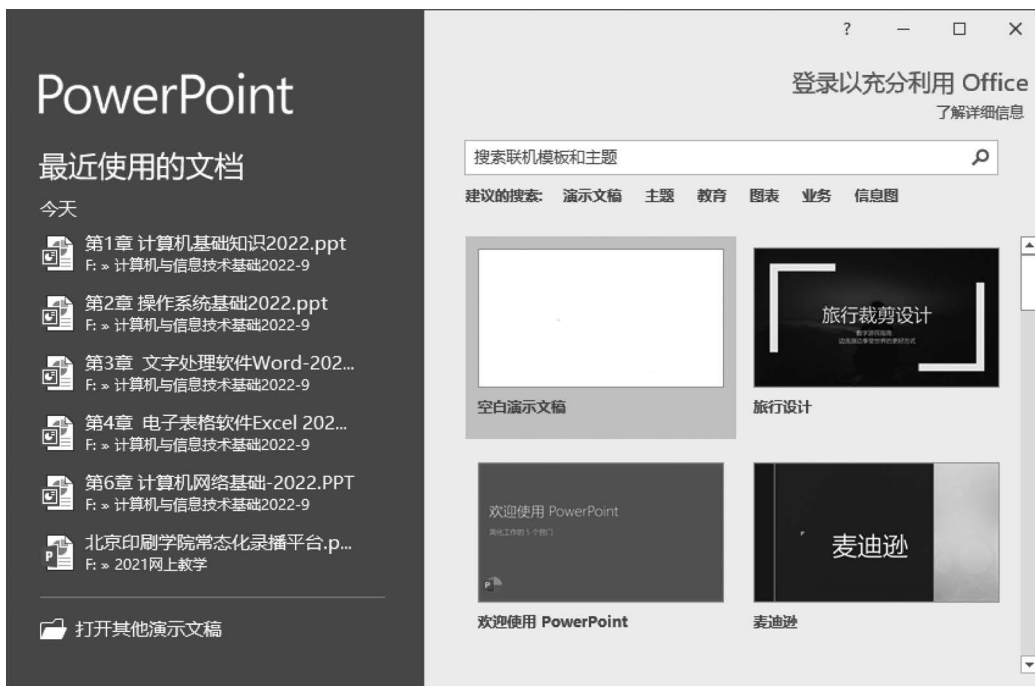 ?
PowerPoint
登录以充分利用 Office
了解详细信息
最近使用的文档
今天
第1章 计算机基础知识2022.ppt
F: » 计算机与信息技术基础2022-9
第2章 操作系统基础2022.ppt
F: » 计算机与信息技术基础2022-9
第3章 文字处理软件Word-202...
F: » 计算机与信息技术基础2022-9
第4章 电子表格软件Excel 202...
F: » 计算机与信息技术基础2022-9
第6章 计算机网络基础-2022.PPT
F: » 计算机与信息技术基础2022-9
北京印刷学院常态化录播平台.p...
F: » 2021网上教学
打开其他演示文稿
搜索联机模板和主题
建议的搜索: 演示文稿 主题 教育 图表 业务 信息图
旅行裁剪设计
空白演示文稿
旅行设计
欢迎使用 PowerPoint
简化工作的 5 个窍门
麦迪逊
欢迎使用 PowerPoint
麦迪逊